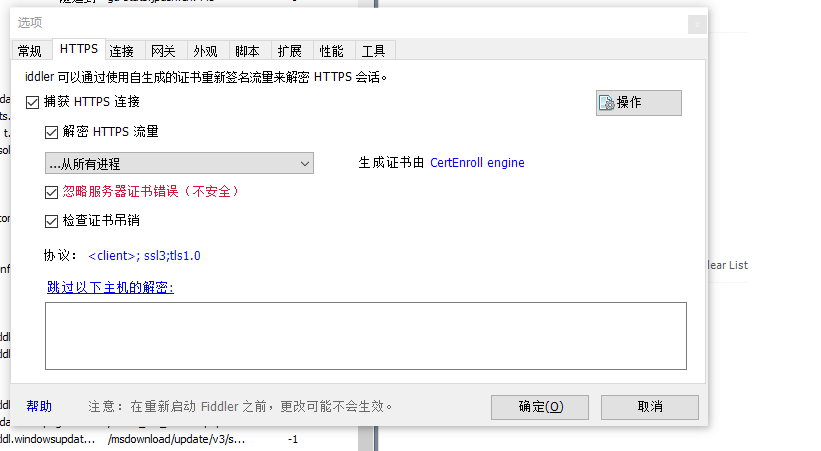 选项
常规 HTTPS 连接 网关 外观 脚本 扩展 性能 工具
iddler 可以通过使用自生成的证书重新签名流量来解密 HTTPS 会话。
捕获 HTTPS 连接
操作
解密 HTTPS 流量
...从所有进程
生成证书由 CertEnroll engine
忽略服务器证书错误（不安全）
检查证书吊销
协议： <client>; ssl3;tls1.0
lear List
跳过以下主机的解密:
帮助
注意：在重新启动 Fiddler 之前，更改可能不会生效。
确定(O)
取消
ddl.windowsupdat... /msdownload/update/v3/s... -1